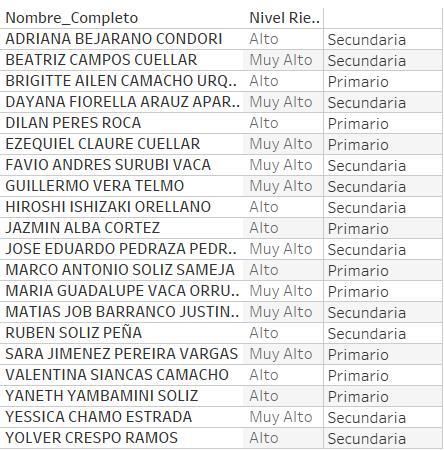 Nombre_Completo Nivel Rie..
ADRIANA BEJARANO CONDORI Alto Secundaria
BEATRIZ CAMPOS CUELLAR Muy Alto Secundaria
BRIGITTE AILEN CAMACHO URQ.. Alto Primario
DAYANA FIORELLA ARAUZ APAR.. Muy Alto Secundaria
DILAN PERES ROCA Alto Primario
EZEQUIEL CLAURE CUELLAR Muy Alto Primario
FAVIO ANDRES SURUBI VACA Muy Alto Secundaria
GUILLERMO VERA TELMO Muy Alto Secundaria
HIROSHI ISHIZAKI ORELLANO Alto Secundaria
JAZMIN ALBA CORTEZ Alto Primario
JOSE EDUARDO PEDRAZA PEDR.. Muy Alto Secundaria
MARCO ANTONIO SOLIZ SAMEJA Alto Primario
MARIA GUADALUPE VACA ORRU.. Muy Alto Primario
MATIAS JOB BARRANCO JUSTIN.. Muy Alto Secundaria
RUBEN SOLIZ PEÑA Alto Secundaria
SARA JIMENEZ PEREIRA VARGAS Muy Alto Primario
VALENTINA SIANCAS CAMACHO Alto Primario
YANETH YAMBAMINI SOLIZ Alto Primario
YESSICA CHAMO ESTRADA Muy Alto Secundaria
YOLVER CRESPO RAMOS Alto Secundaria